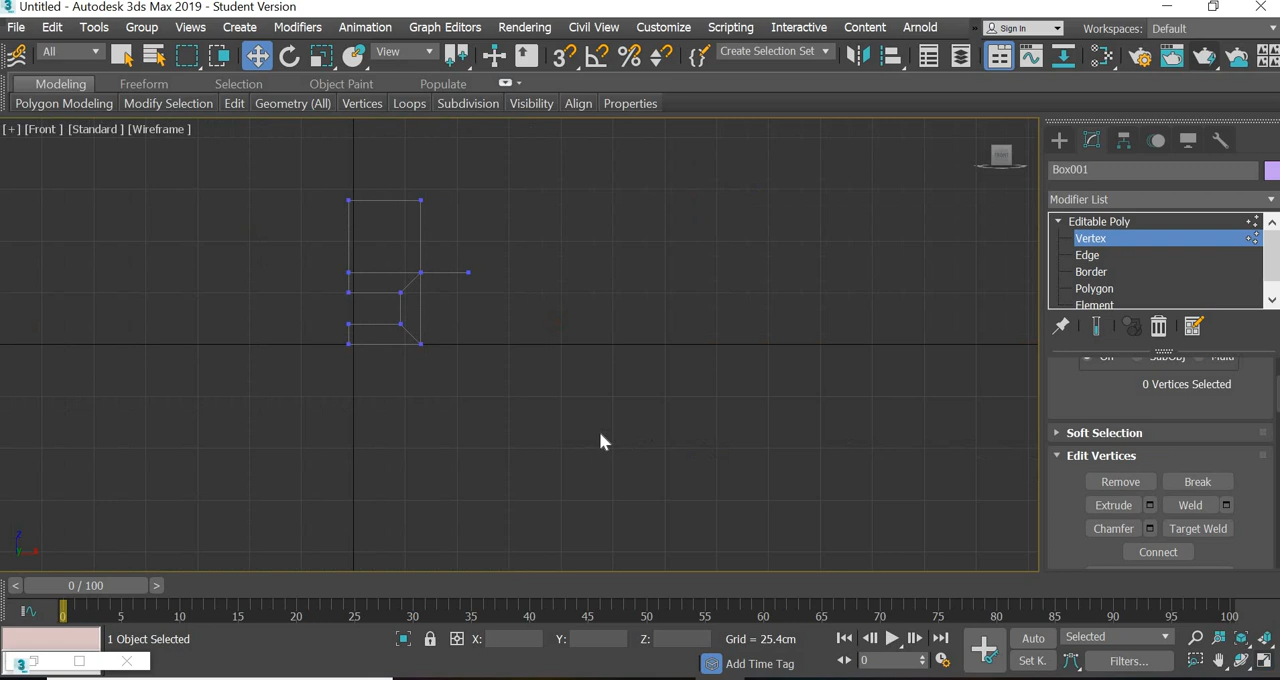 Untitled - Autodesk 3ds Max 2019 - Student Version
File Edit Tools Group Views Create Modifiers Animation Graph Editors Rendering Civil View Customize Scripting Interactive Content Arnold » Sign In Workspaces: Default
All View Create Selection Set
Modeling Freeform Selection Object Paint Populate
Polygon Modeling Modify Selection Edit Geometry (All) Vertices Loops Subdivision Visibility Align Properties
[+] [Front ] [Standard ] [Wireframe ]
Box001
Modifier List
Editable Poly
Vertex
Edge
Border
Polygon
Element
On SubObj Multi
0 Vertices Selected
Soft Selection
Edit Vertices
Remove Break
Extrude Weld
Chamfer Target Weld
Connect
z x
< 0 / 100 >
0 5 10 15 20 25 30 35 40 45 50 55 60 65 70 75 80 85 90 95 100
1 Object Selected X: Y: Z: Grid = 25.4cm Auto Selected
Add Time Tag 0 Set K. Filters...